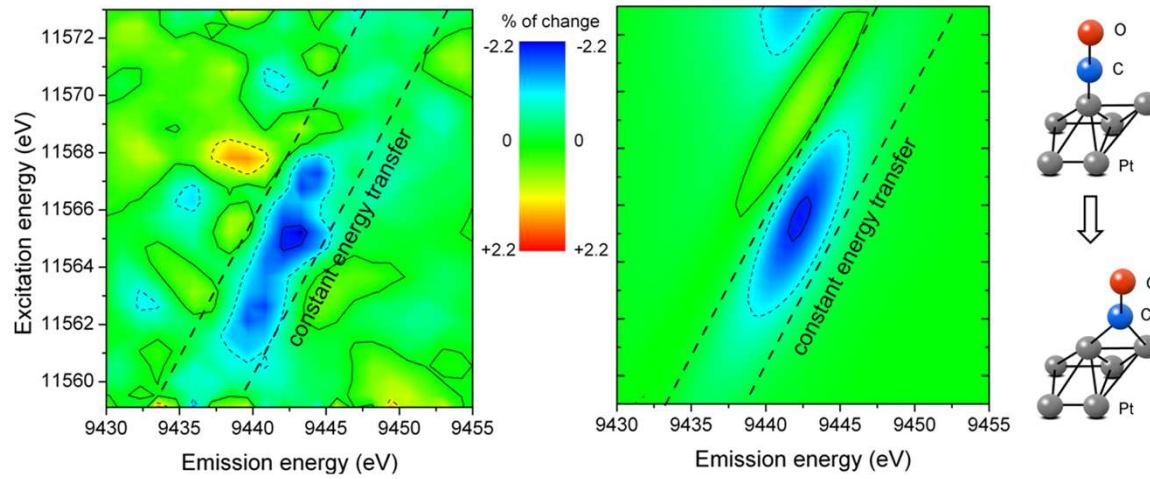 11572
11570
11568
11566
11564
11562
11560
Excitation energy (eV)
9430
9435
9440
9445
9450
9455
Emission energy (eV)
constant energy transfer
% of change
-2.2
0
+2.2
-2.2
0
+2.2
constant energy transfer
9430
9435
9440
9445
9450
9455
Emission energy (eV)
O
C
Pt
C
Pt